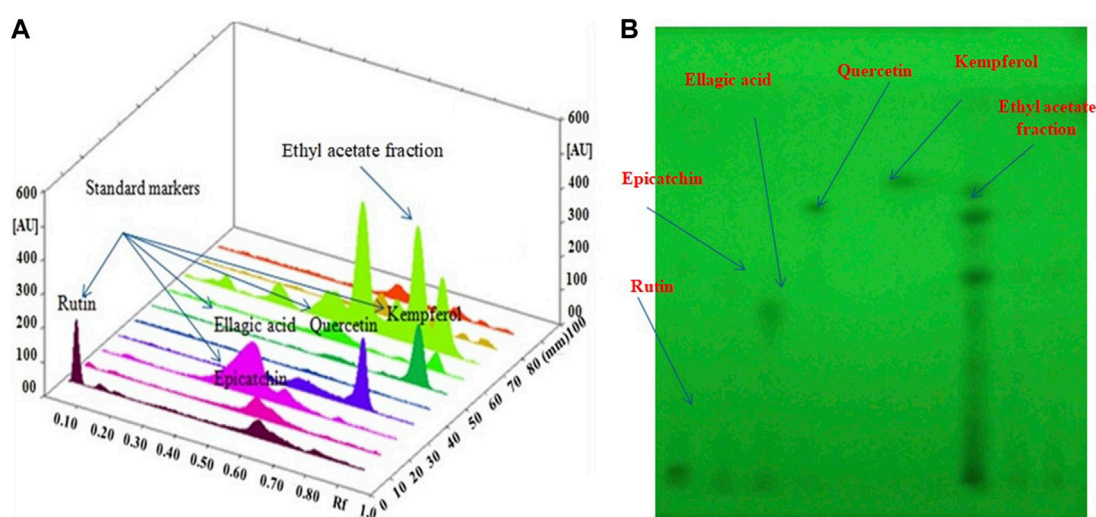 A
600
[AU]
400
300
200
100
00
Standard markers
Ethyl acetate fraction
Rutin
Ellagic acid
Quercetin
Kempferol
Epicatchin
600
[AU]
400
300
200
100
00
0.10
0.20
0.30
0.40
0.50
0.60
0.70
0.80
Rf
1.0
0
10
20
30
40
50
60
70
80
(mm)
100
B
Ellagic acid
Quercetin
Kempferol
Ethyl acetate
fraction
Epicatchin
Rutin